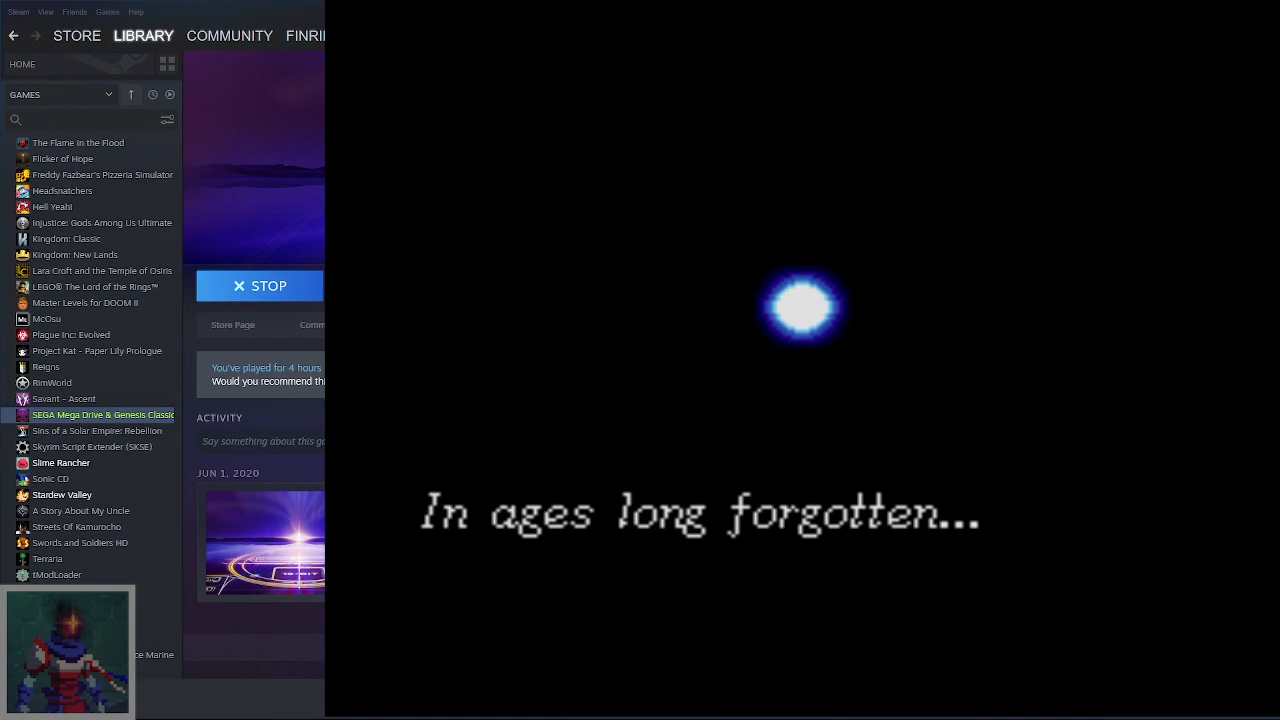 Steam View Friends Games Help
STORE LIBRARY COMMUNITY FINRI
HOME
GAMES
The Flame in the Flood
Flicker of Hope
Freddy Fazbear's Pizzeria Simulator
Headsnatchers
Hell Yeah!
Injustice: Gods Among Us Ultimate
Kingdom: Classic
Kingdom: New Lands
Lara Croft and the Temple of Osiris
LEGO® The Lord of the Rings™
Master Levels for DOOM II
McOsu
Plague Inc: Evolved
Project Kat - Paper Lily Prologue
Reigns
RimWorld
Savant - Ascent
SEGA Mega Drive & Genesis Classic
Sins of a Solar Empire: Rebellion
Skyrim Script Extender (SKSE)
Slime Rancher
Sonic CD
Stardew Valley
A Story About My Uncle
Streets Of Kamurocho
Swords and Soldiers HD
Terraria
tModLoader
ce Marine
STOP
Store Page Comm
You've played for 4 hours
Would you recommend thi
ACTIVITY
Say something about this ga
JUN 1, 2020
In ages long forgotten...